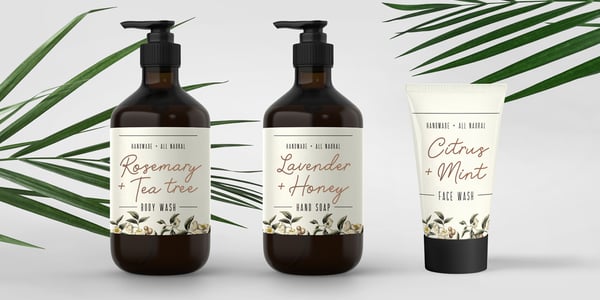 HANDMADE • ALL NAURAL
Rosemary
+ Tea tree
BODY WASH
HANDMADE • ALL NAURAL
Lavender
+ Honey
HAND SOAP
HANDMADE • ALL NAURAL
Citrus
+ Mint
FACE WASH